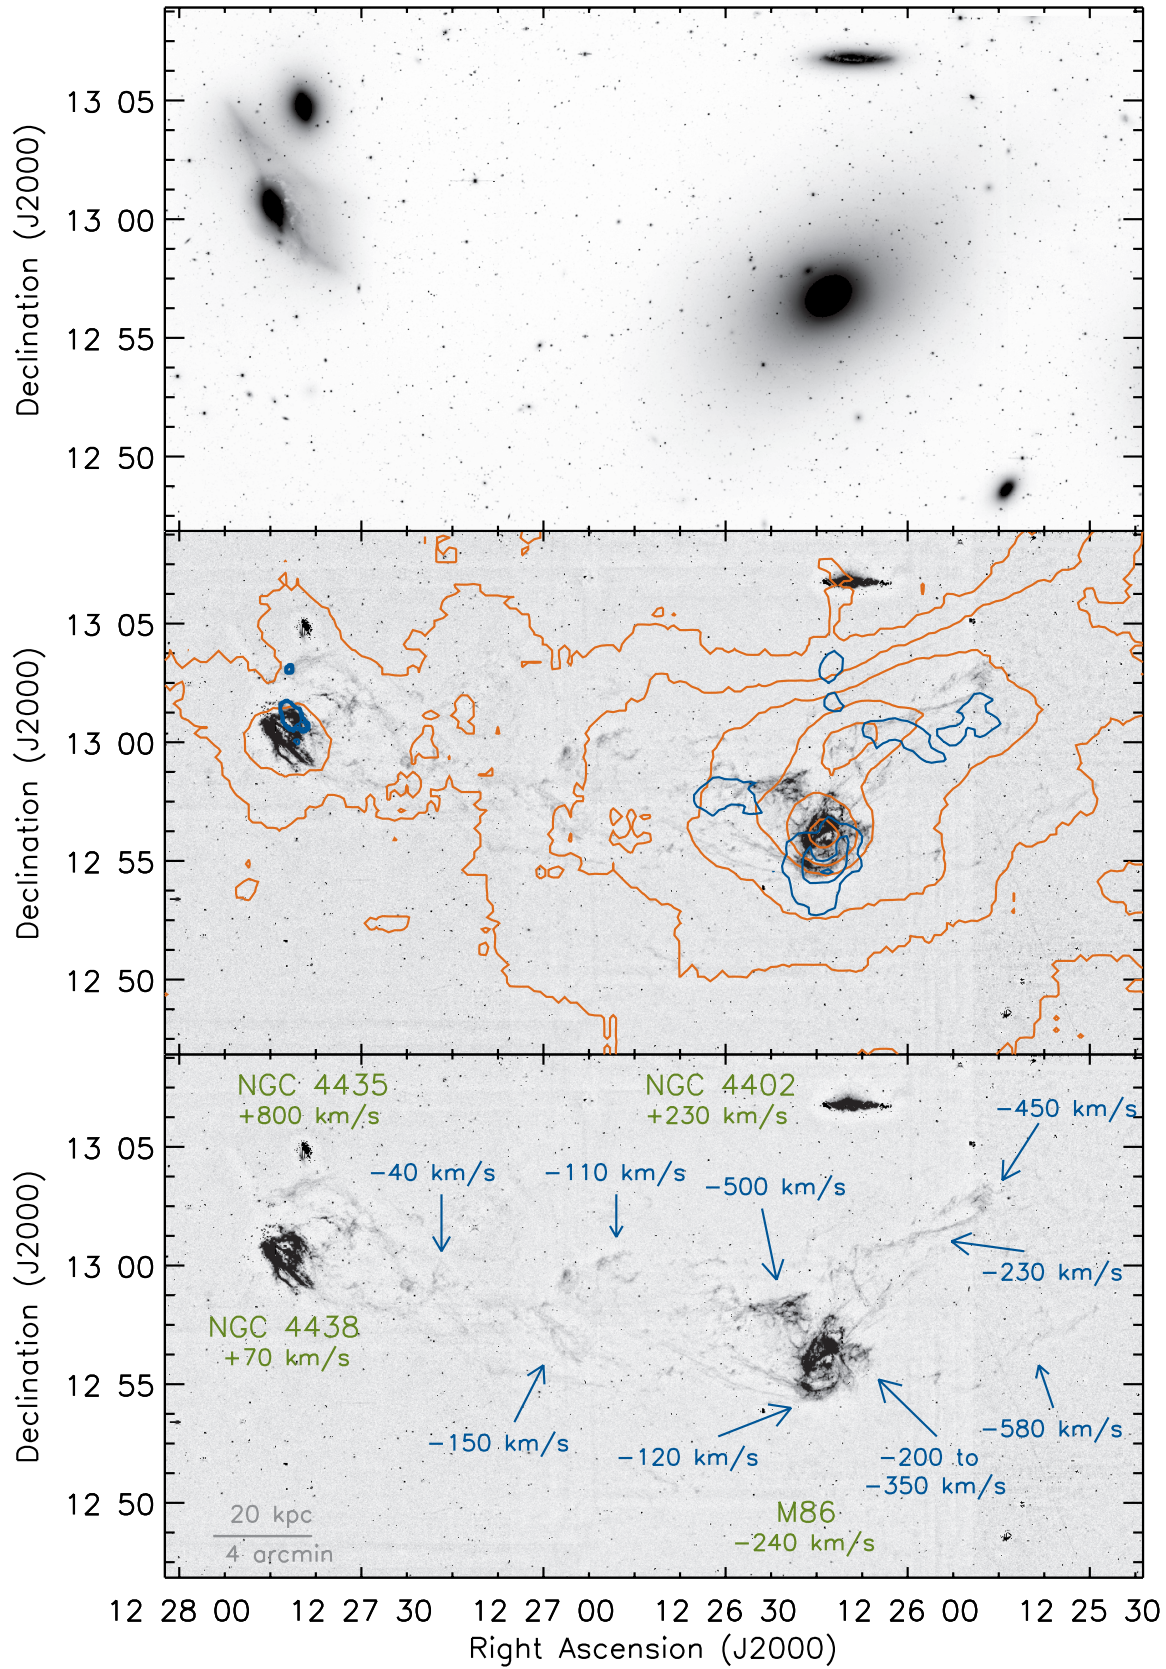 Declination (J2000)
13 05
13 00
12 55
12 50
Declination (J2000)
13 05
13 00
12 55
12 50
Declination (J2000)
13 05
13 00
12 55
12 50
NGC 4435
+800 km/s
NGC 4402
+230 km/s
−450 km/s
−40 km/s
−110 km/s
−500 km/s
−230 km/s
NGC 4438
+70 km/s
−150 km/s
−120 km/s
−200 to
−350 km/s
−580 km/s
M86
−240 km/s
20 kpc
4 arcmin
12 28 00
12 27 30
12 27 00
12 26 30
12 26 00
12 25 30
Right Ascension (J2000)